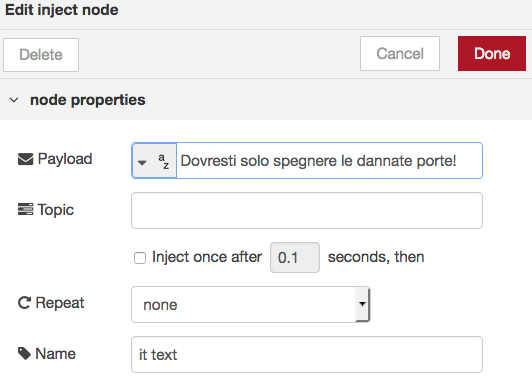 Edit inject node
Delete Cancel Done
node properties
Payload a z Dovresti solo spegnere le dannate porte!
Topic
Inject once after 0.1 seconds, then
Repeat none
Name it text